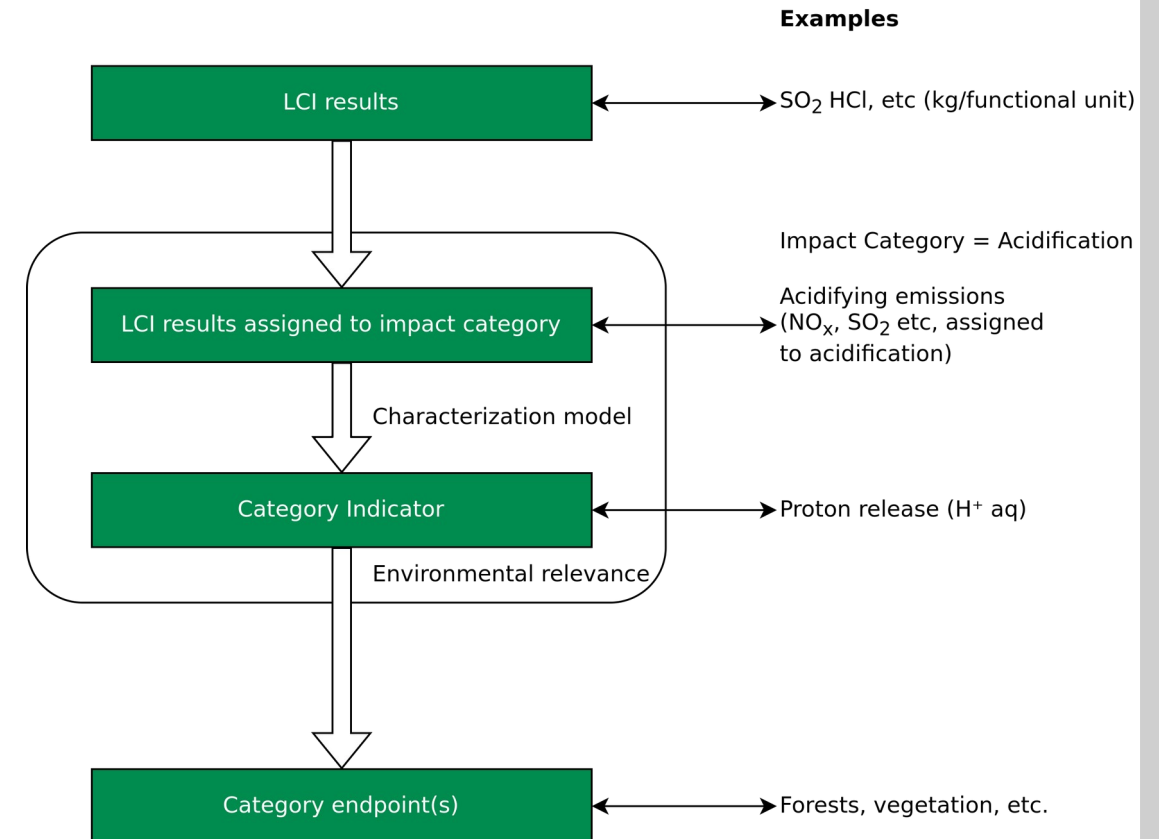 Examples
LCI results
SO₂ HCl, etc (kg/functional unit)
Impact Category = Acidification
LCI results assigned to impact category
Acidifying emissions
(NOₓ, SO₂ etc, assigned
to acidification)
Characterization model
Category Indicator
Proton release (H⁺ aq)
Environmental relevance
Category endpoint(s)
Forests, vegetation, etc.